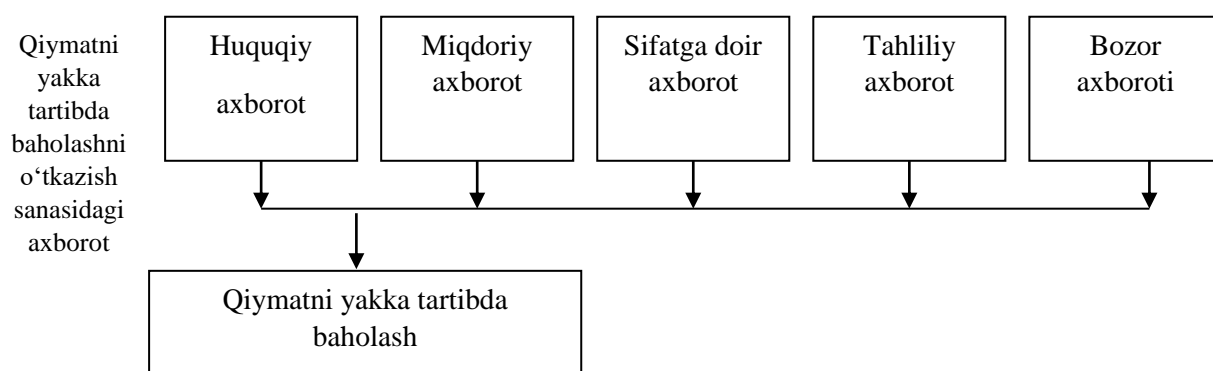 Qiymatni
yakka
tartibda
baholashni
o‘tkazish
sanasidagi
axborot
Huquqiy
axborot
Miqdoriy
axborot
Sifatga doir
axborot
Tahliliy
axborot
Bozor
axboroti
Qiymatni yakka tartibda
baholash